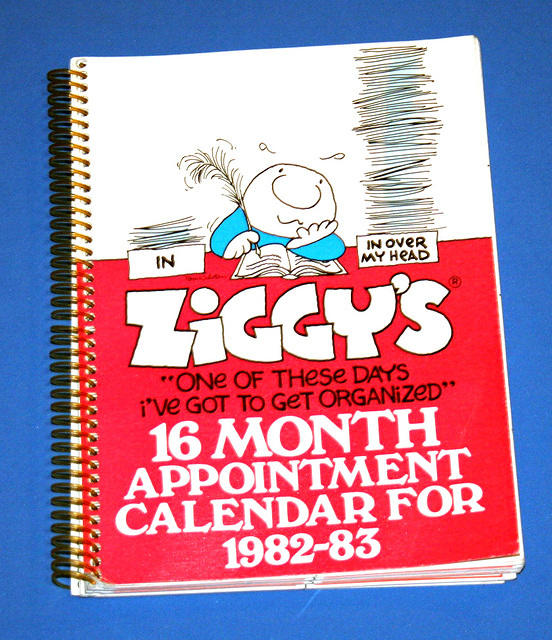 IN
IN OVER
MY HEAD
ZiGGY'S®
"ONe OF THese DAYS
i'Ve GOT TO GeT ORGANiZeD"
16 MONTH
APPOINTMENT
CALENDAR FOR
1982-83